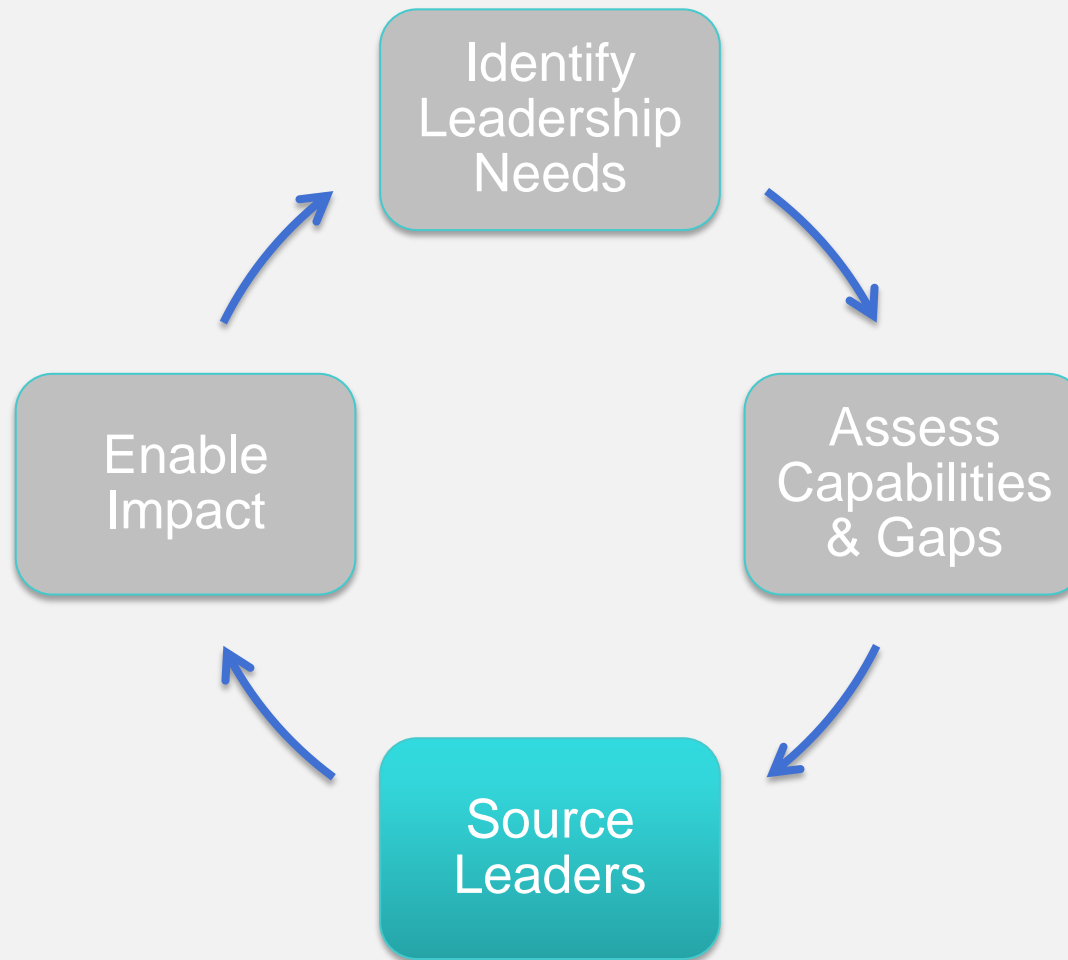 Identify
Leadership
Needs
Assess
Capabilities
& Gaps
Source
Leaders
Enable
Impact